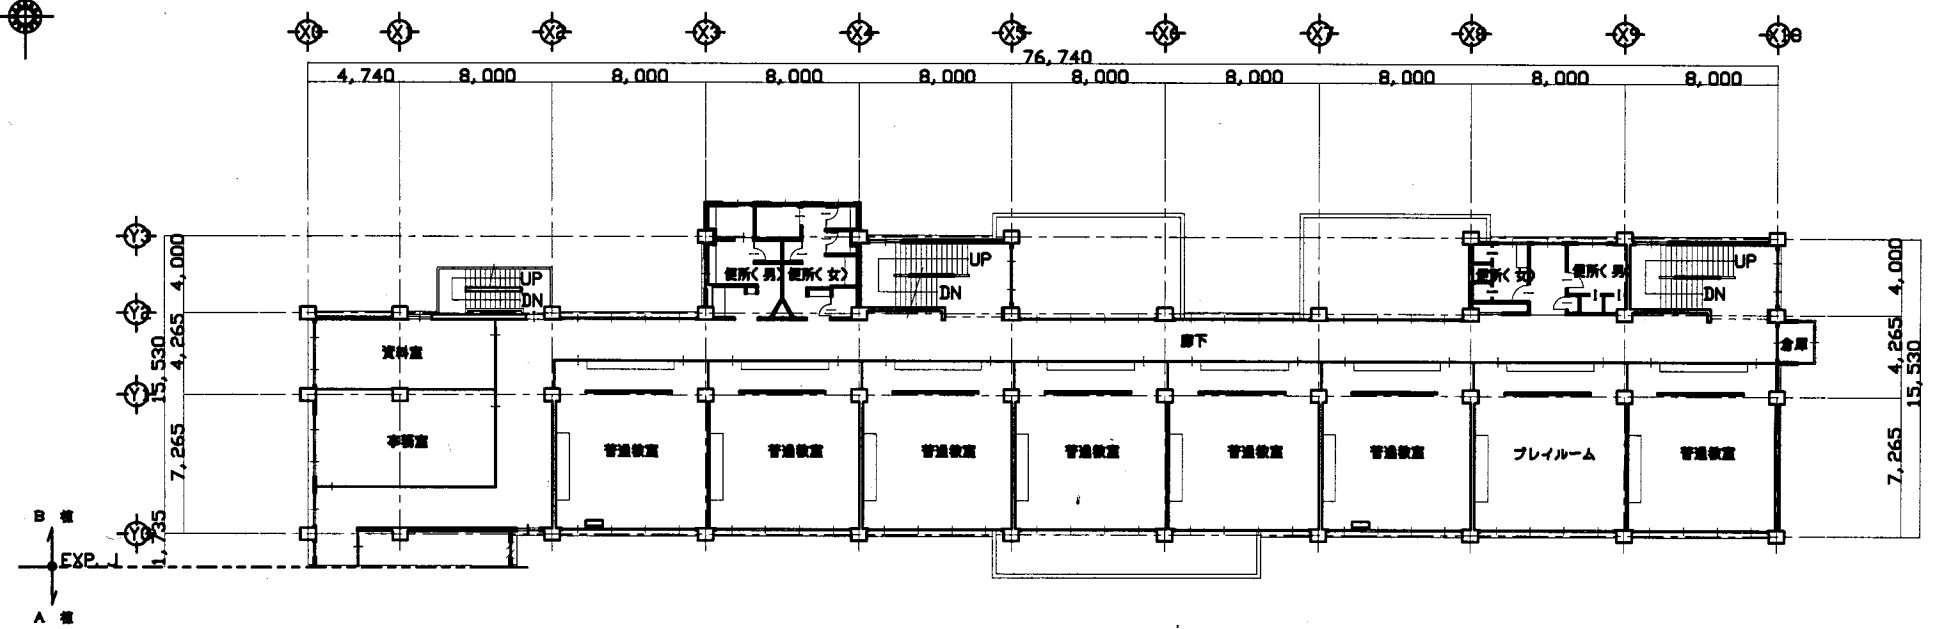 X0 X1 X2 X3 X4 X5 X6 X7 X8 X9 X10
76,740
4,740 8,000 8,000 8,000 8,000 8,000 8,000 8,000 8,000 8,000
Y3
4,000
4,000
便所(男) 便所(女)
UP
DN
便所(女) 便所(男)
UP
DN
UP
DN
Y2
4,265
4,265
資料室
廊下
倉庫
15,530
15,530
Y1
7,265
7,265
事務室
普通教室 普通教室 普通教室 普通教室 普通教室 普通教室 プレイルーム 普通教室
B 棟
Y0
1,735
EXP. J
A 棟